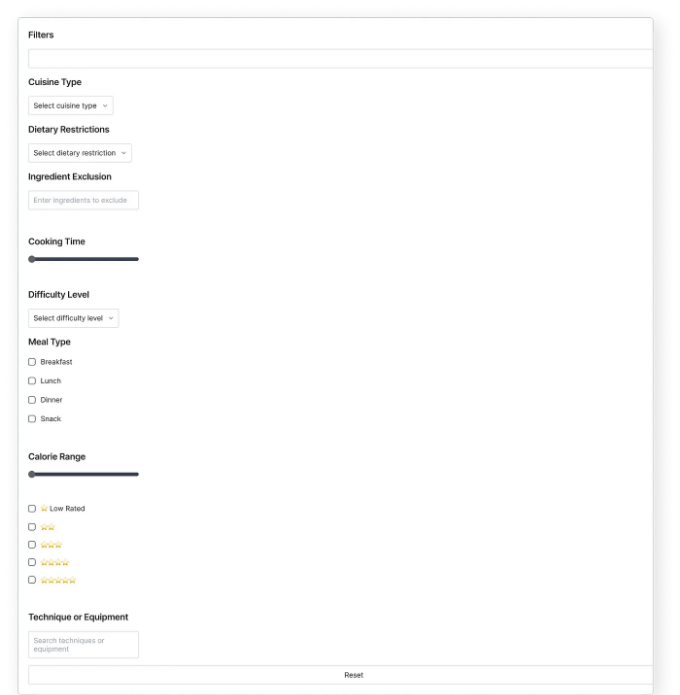 Filters
Cuisine Type
Select cuisine type
Dietary Restrictions
Select dietary restriction
Ingredient Exclusion
Enter ingredients to exclude
Cooking Time
Difficulty Level
Select difficulty level
Meal Type
Breakfast
Lunch
Dinner
Snack
Calorie Range
Low Rated
Technique or Equipment
Search techniques or
equipment
Reset